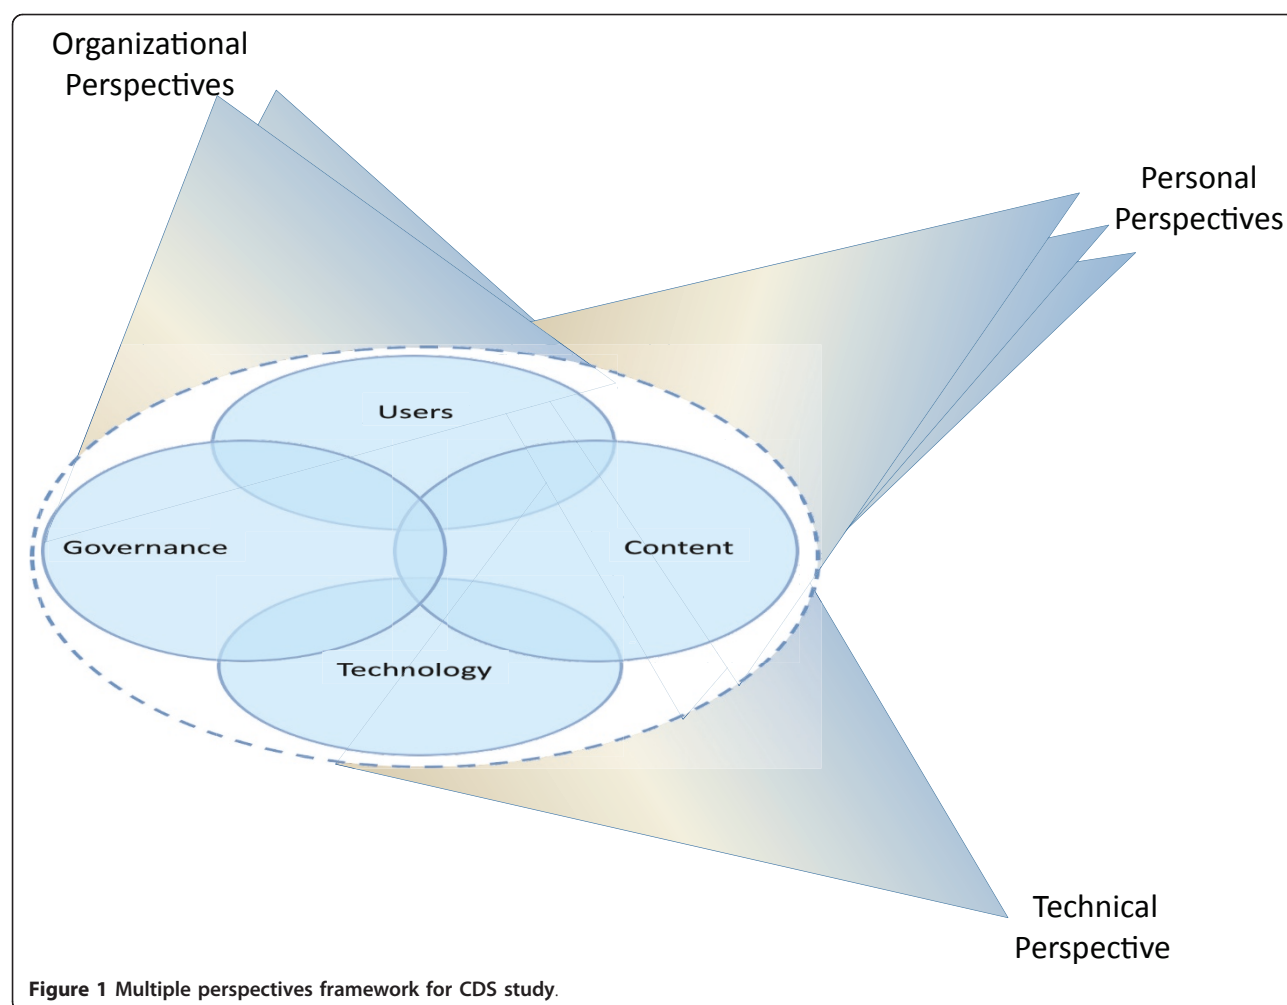 Organizational
Perspectives
Personal
Perspectives
Users
Governance
Content
Technology
Technical
Perspective
Figure 1 Multiple perspectives framework for CDS study.